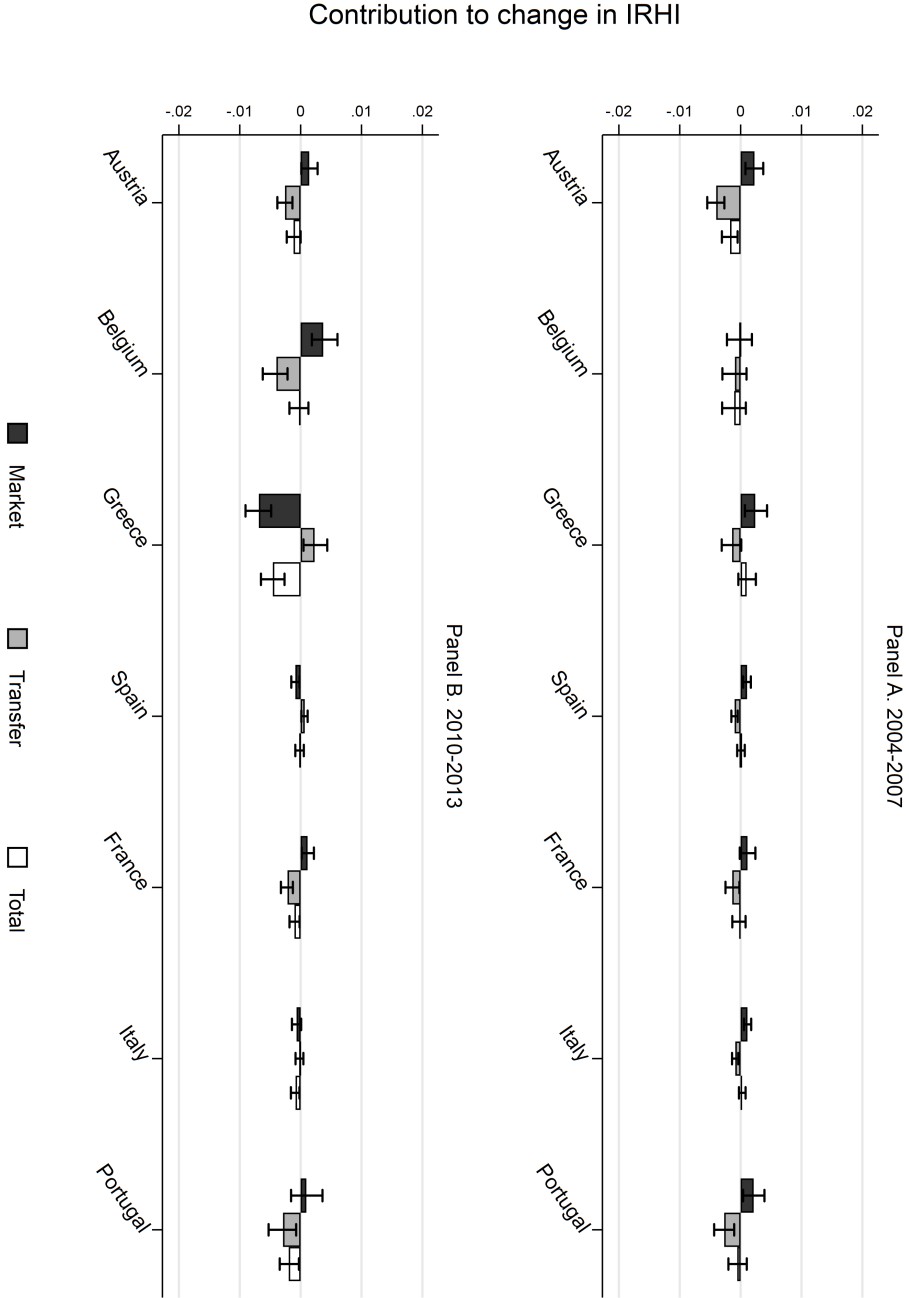 Contribution to change in IRHI
Panel A. 2004-2007
.02
.01
0
-.01
-.02
Austria
Belgium
Greece
Spain
France
Italy
Portugal
Panel B. 2010-2013
.02
.01
0
-.01
-.02
Austria
Belgium
Greece
Spain
France
Italy
Portugal
Market
Transfer
Total